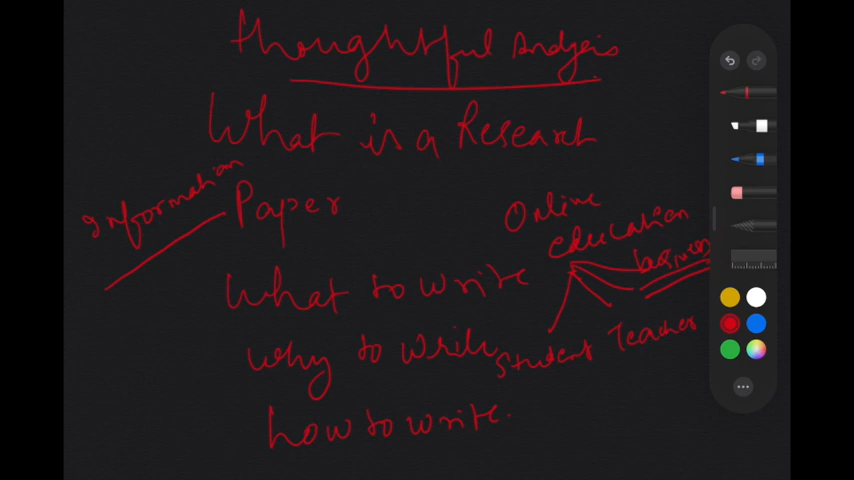 Thoughtful Analysis
What is a Research
Information
Paper
Online
education
business
What to write
Student Teacher
Why to write
how to write.